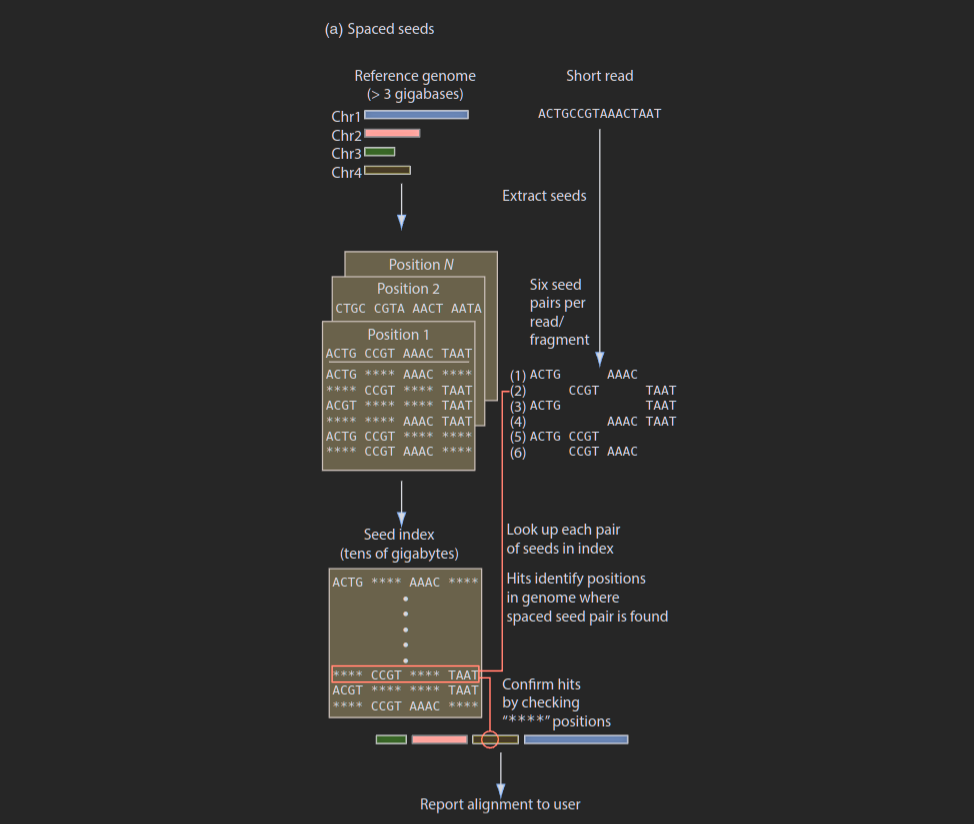 (a) Spaced seeds
Reference genome
(> 3 gigabases)
Chr1
Chr2
Chr3
Chr4
Short read
ACTGCCGTAAACTAAT
Extract seeds
Position N
Position 2
CTGC CGTA AACT AATA
Position 1
ACTG CCGT AAAC TAAT
ACTG **** AAAC ****
**** CCGT **** TAAT
ACGT **** **** TAAT
**** **** AAAC TAAT
ACTG CCGT **** ****
**** CCGT AAAC ****
Six seed
pairs per
read/
fragment
(1) ACTG AAAC
(2) CCGT TAAT
(3) ACTG TAAT
(4) AAAC TAAT
(5) ACTG CCGT
(6) CCGT AAAC
Seed index
(tens of gigabytes)
ACTG **** AAAC ****
**** CCGT **** TAAT
ACGT **** **** TAAT
**** CCGT AAAC ****
Look up each pair
of seeds in index
Hits identify positions
in genome where
spaced seed pair is found
Confirm hits
by checking
“****” positions
Report alignment to user